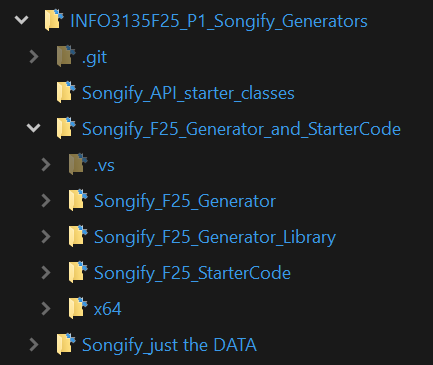 INFO3135F25_P1_Songify_Generators
.git
Songify_API_starter_classes
Songify_F25_Generator_and_StarterCode
.vs
Songify_F25_Generator
Songify_F25_Generator_Library
Songify_F25_StarterCode
x64
Songify_just the DATA